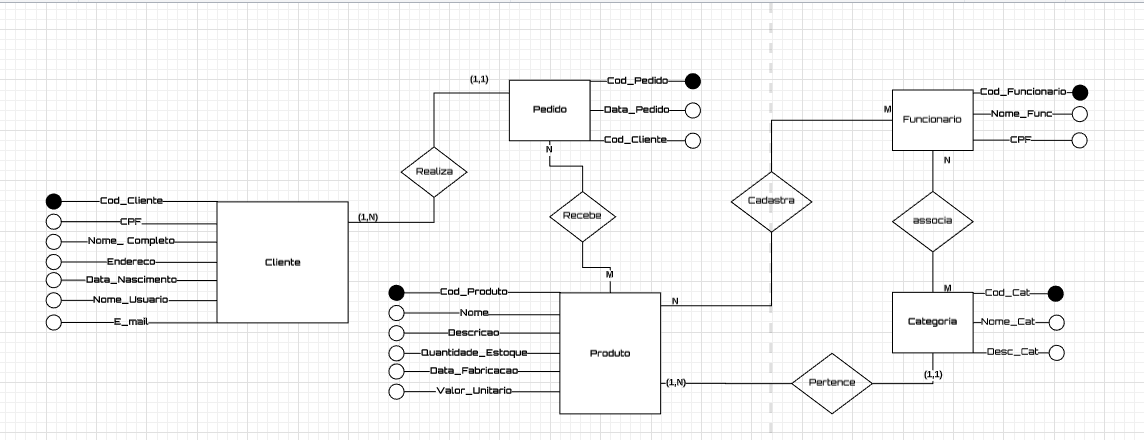 (1,1)
Cod_Pedido
Pedido
Data_Pedido
Cod_Cliente
N
Cod_Funcionario
M
Funcionario
Nome_Func
CPF
N
Realiza
Cadastra
Recebe
associa
(1,N)
Cod_Cliente
CPF
Nome_ Completo
Endereco
Data_Nascimento
Nome_Usuario
E_mail
Cliente
M
Cod_Produto
Nome
Descricao
Quantidade_Estoque
Data_Fabricacao
Valor_Unitario
Produto
N
(1,N)
Pertence
M
Cod_Cat
Categoria
Nome_Cat
Desc_Cat
(1,1)